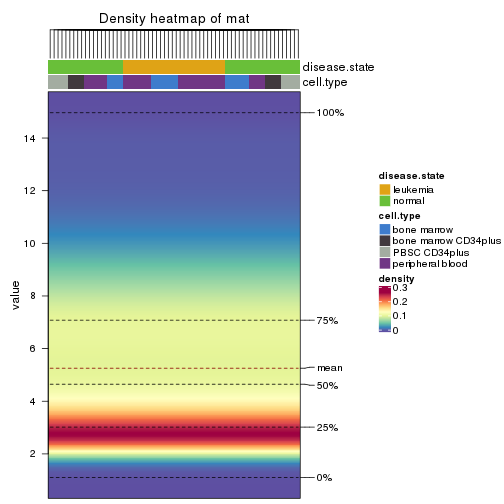 Density heatmap of mat
disease.state
cell.type
100%
14
12
10
8
6
4
2
value
75%
mean
50%
25%
0%
disease.state
leukemia
normal
cell.type
bone marrow
bone marrow CD34plus
PBSC CD34plus
peripheral blood
density
0.3
0.2
0.1
0